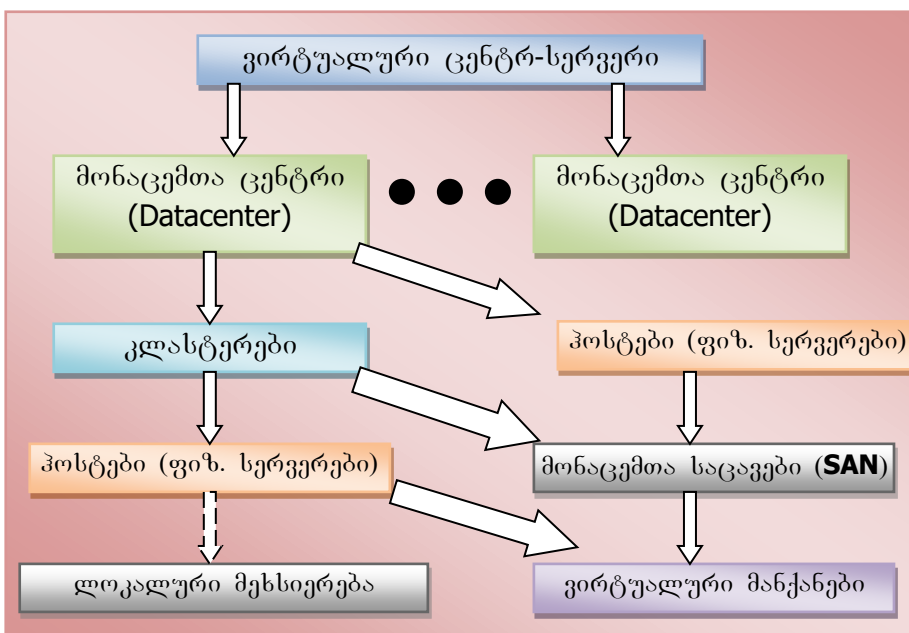 ვირტუალური ცენტრ-სერვერი
მონაცემთა ცენტრი
(Datacenter)
მონაცემთა ცენტრი
(Datacenter)
კლასტერები
ჰოსტები (ფიზ. სერვერები)
ჰოსტები (ფიზ. სერვერები)
მონაცემთა საცავები (SAN)
ლოკალური მეხსიერება
ვირტუალური მანქანები